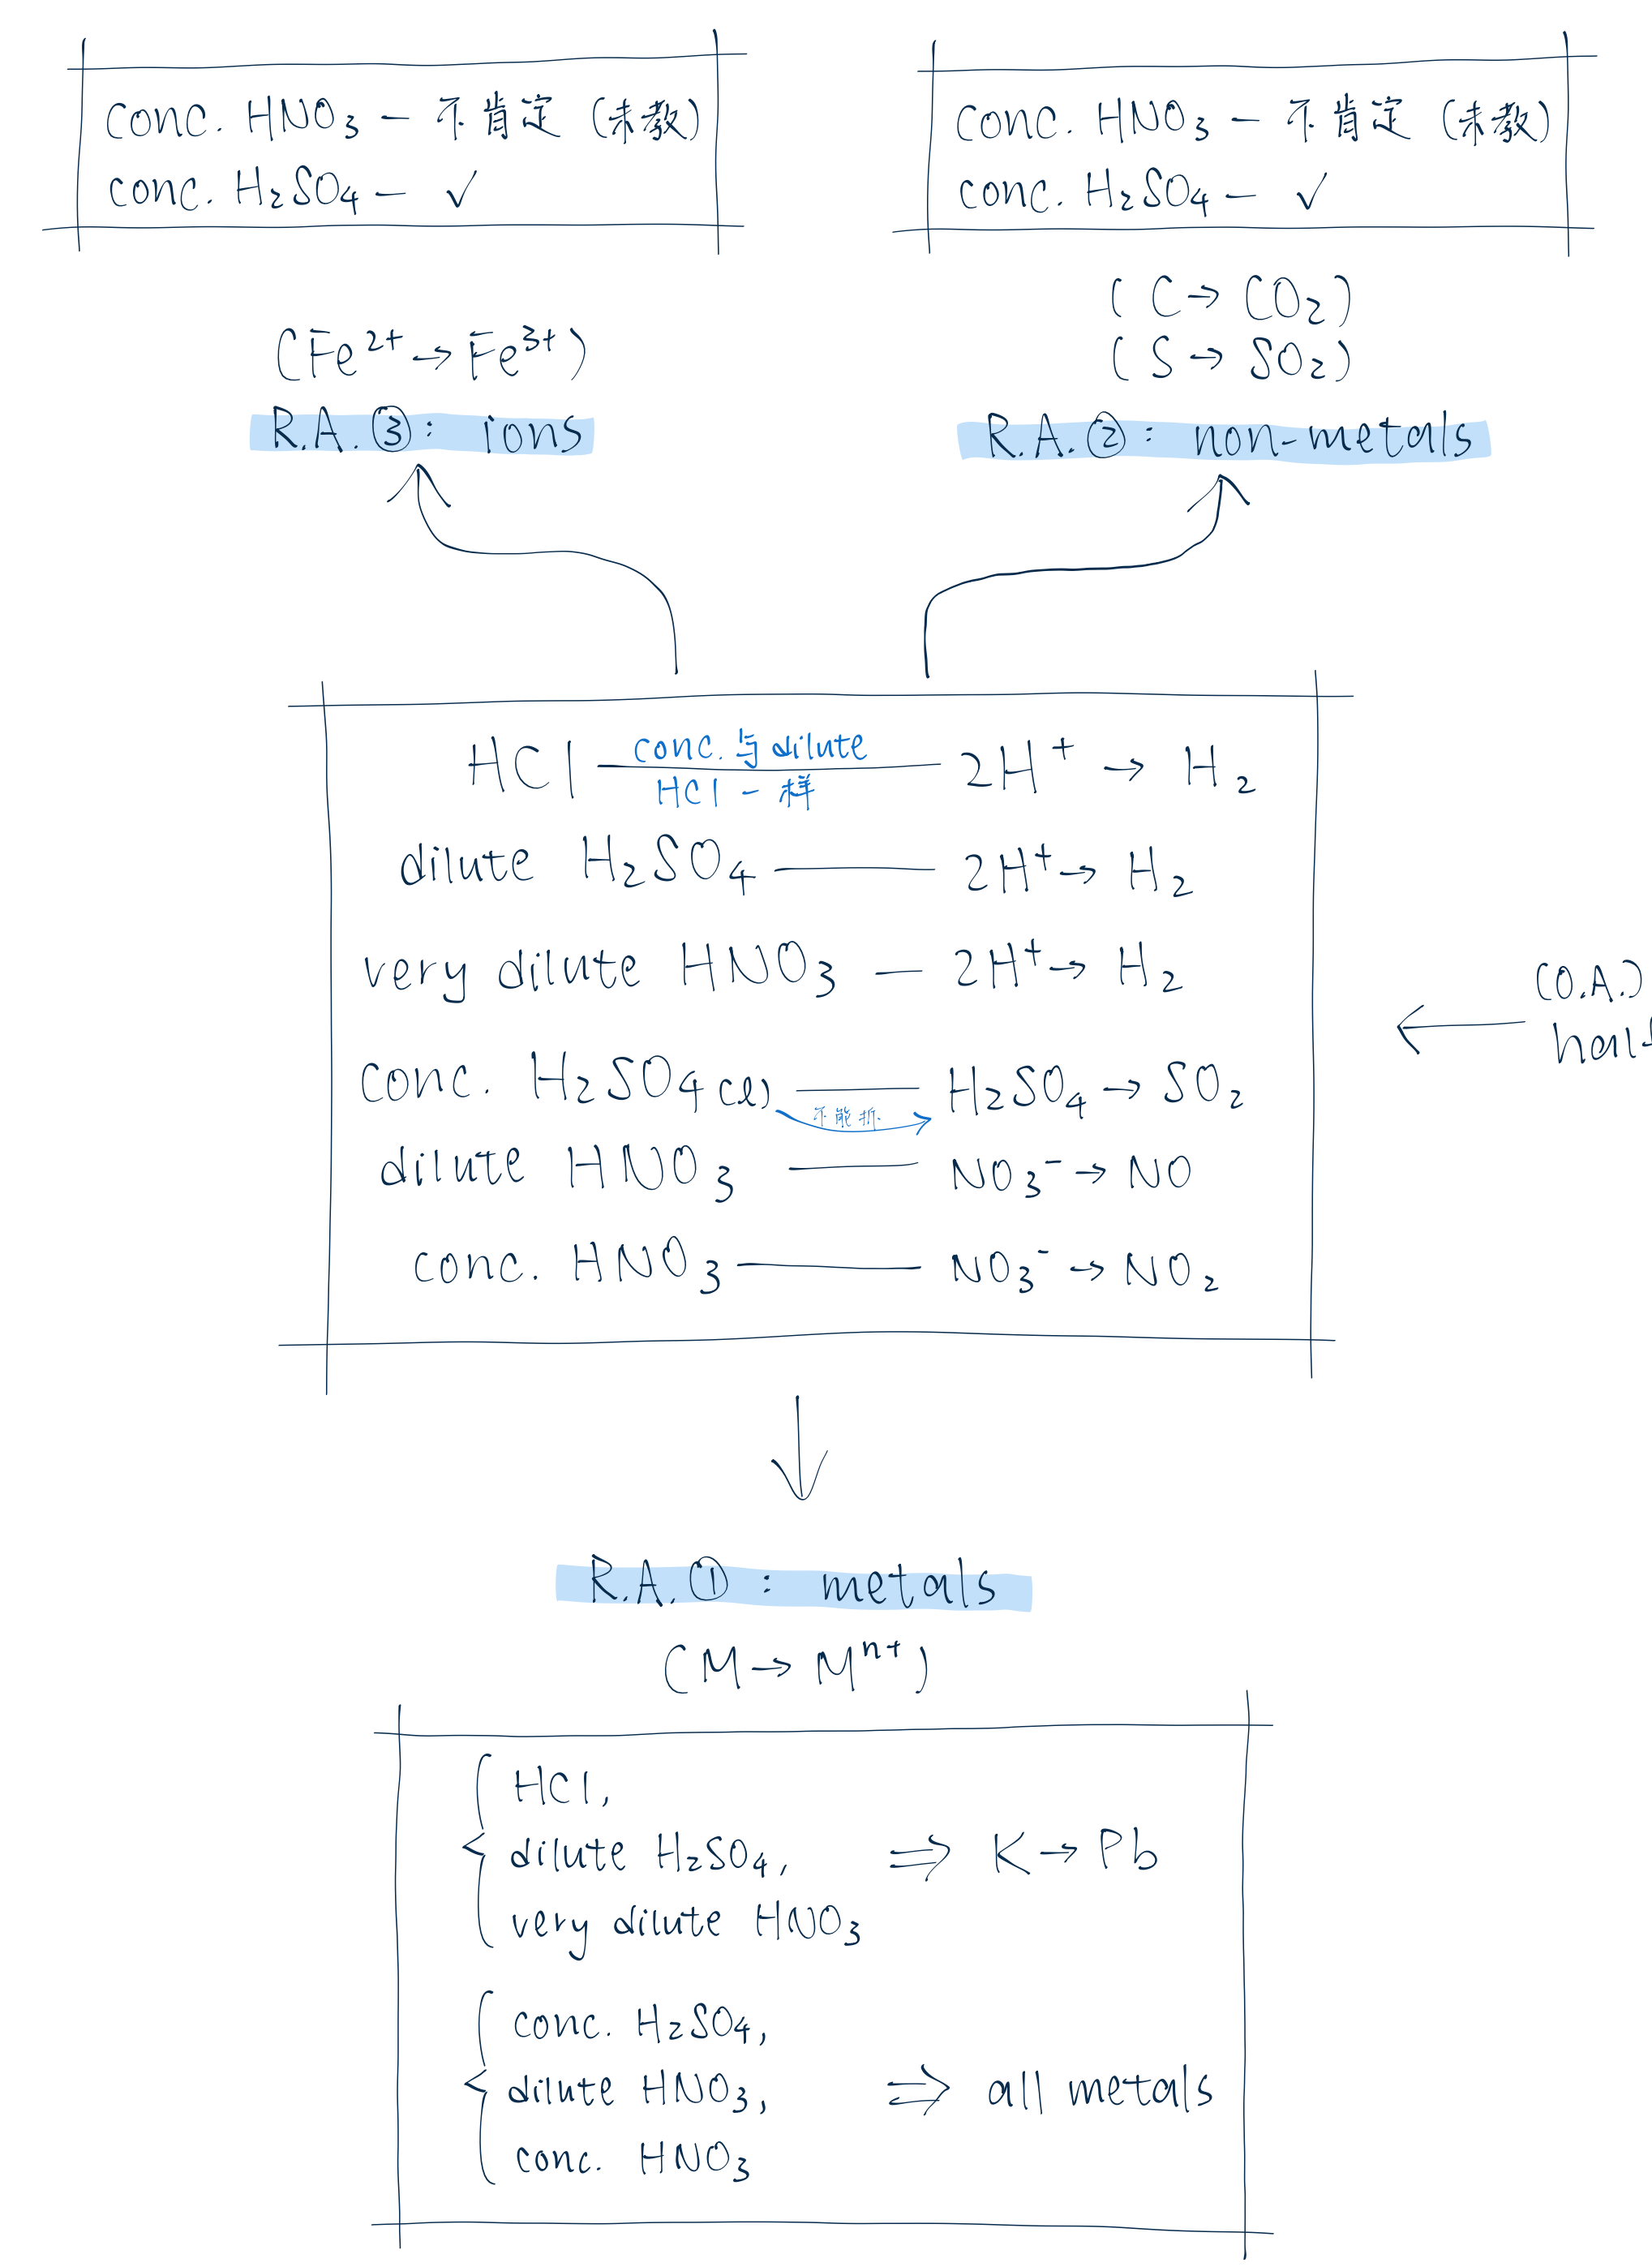 conc. HNO₃ — 不肯定 (未教)
conc. H₂SO₄ — ✓
conc. HNO₃ — 不肯定 (未教)
conc. H₂SO₄ — ✓
(Fe²⁺ → Fe³⁺)
R.A.③: ions
(C → CO₂)
(S → SO₂)
R.A.②: non-metals
HCl — conc. 与 dilute — 2H⁺ → H₂
HCl 一样
dilute H₂SO₄ — 2H⁺ → H₂
very dilute HNO₃ — 2H⁺ → H₂
(O.A.)
conc. H₂SO₄(l) — H₂SO₄ → SO₂
不能拆.
dilute HNO₃ — NO₃⁻ → NO
conc. HNO₃ — NO₃⁻ → NO₂
R.A.①: metals
(M → Mⁿ⁺)
HCl,
dilute H₂SO₄, ⇒ K → Pb
very dilute HNO₃
conc. H₂SO₄,
dilute HNO₃, ⇒ all metals
conc. HNO₃